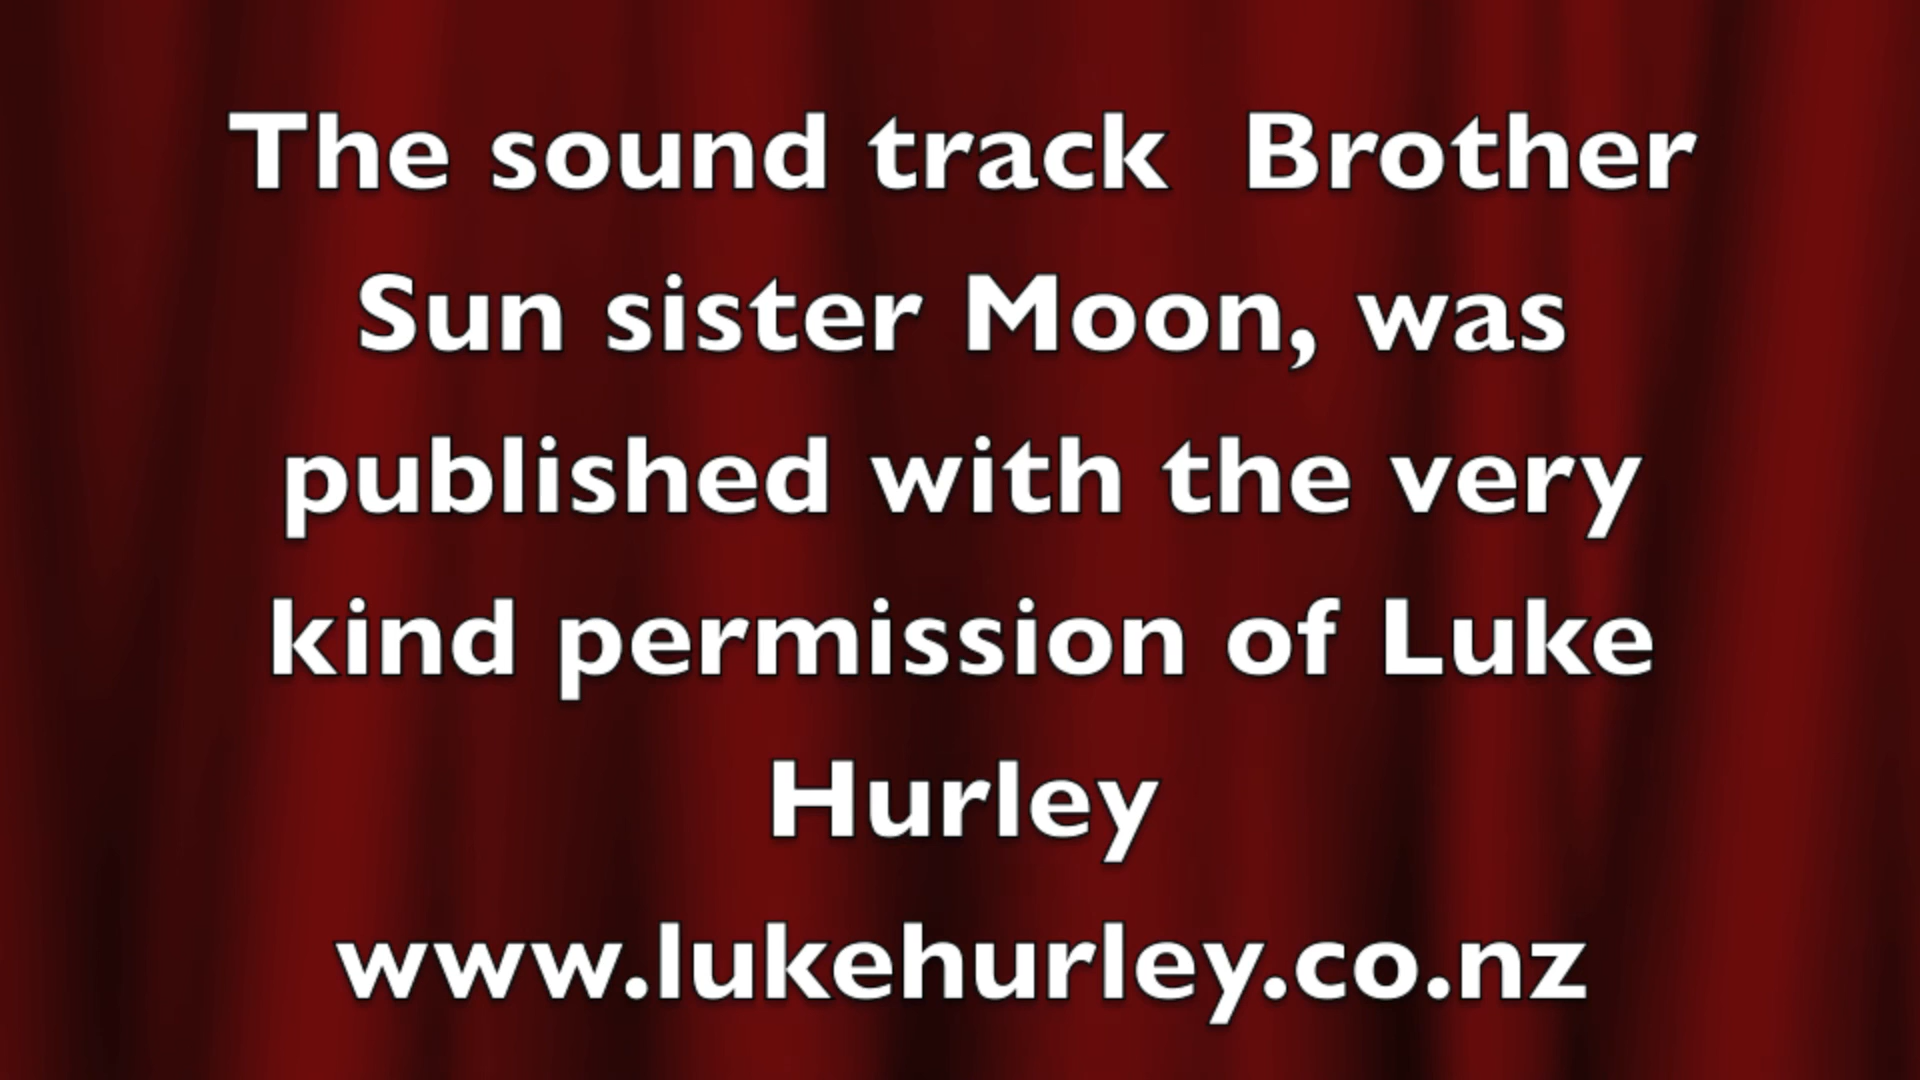 The sound track  Brother
Sun sister Moon, was
published with the very
kind permission of Luke
Hurley
www.lukehurley.co.nz